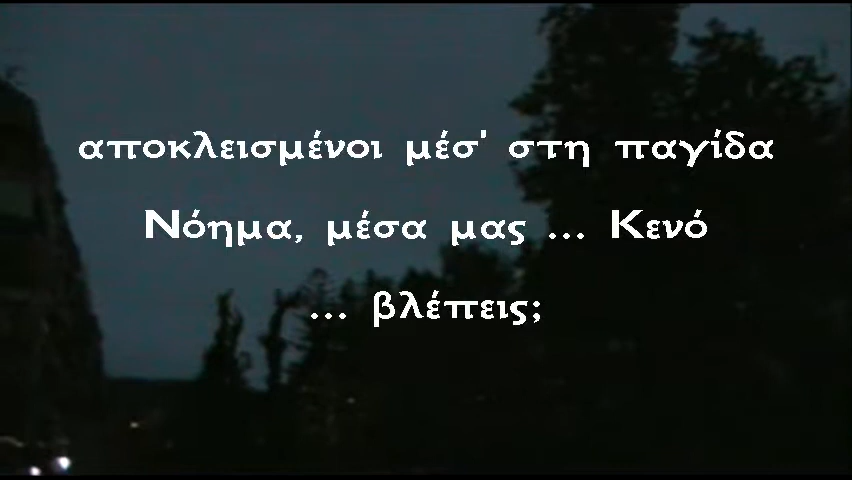 αποκλεισμένοι μέσ' στη παγίδα
Νόημα, μέσα μας ... Κενό
... βλέπεις;